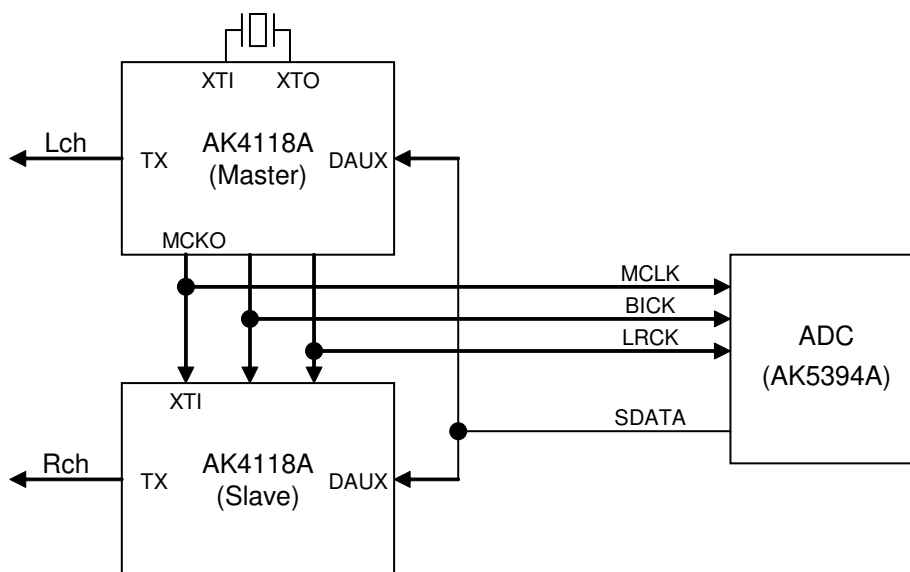 XTI XTO
Lch
TX
AK4118A
(Master)
DAUX
MCKO
MCLK
BICK
LRCK
ADC
(AK5394A)
SDATA
XTI
Rch
TX
AK4118A
(Slave)
DAUX